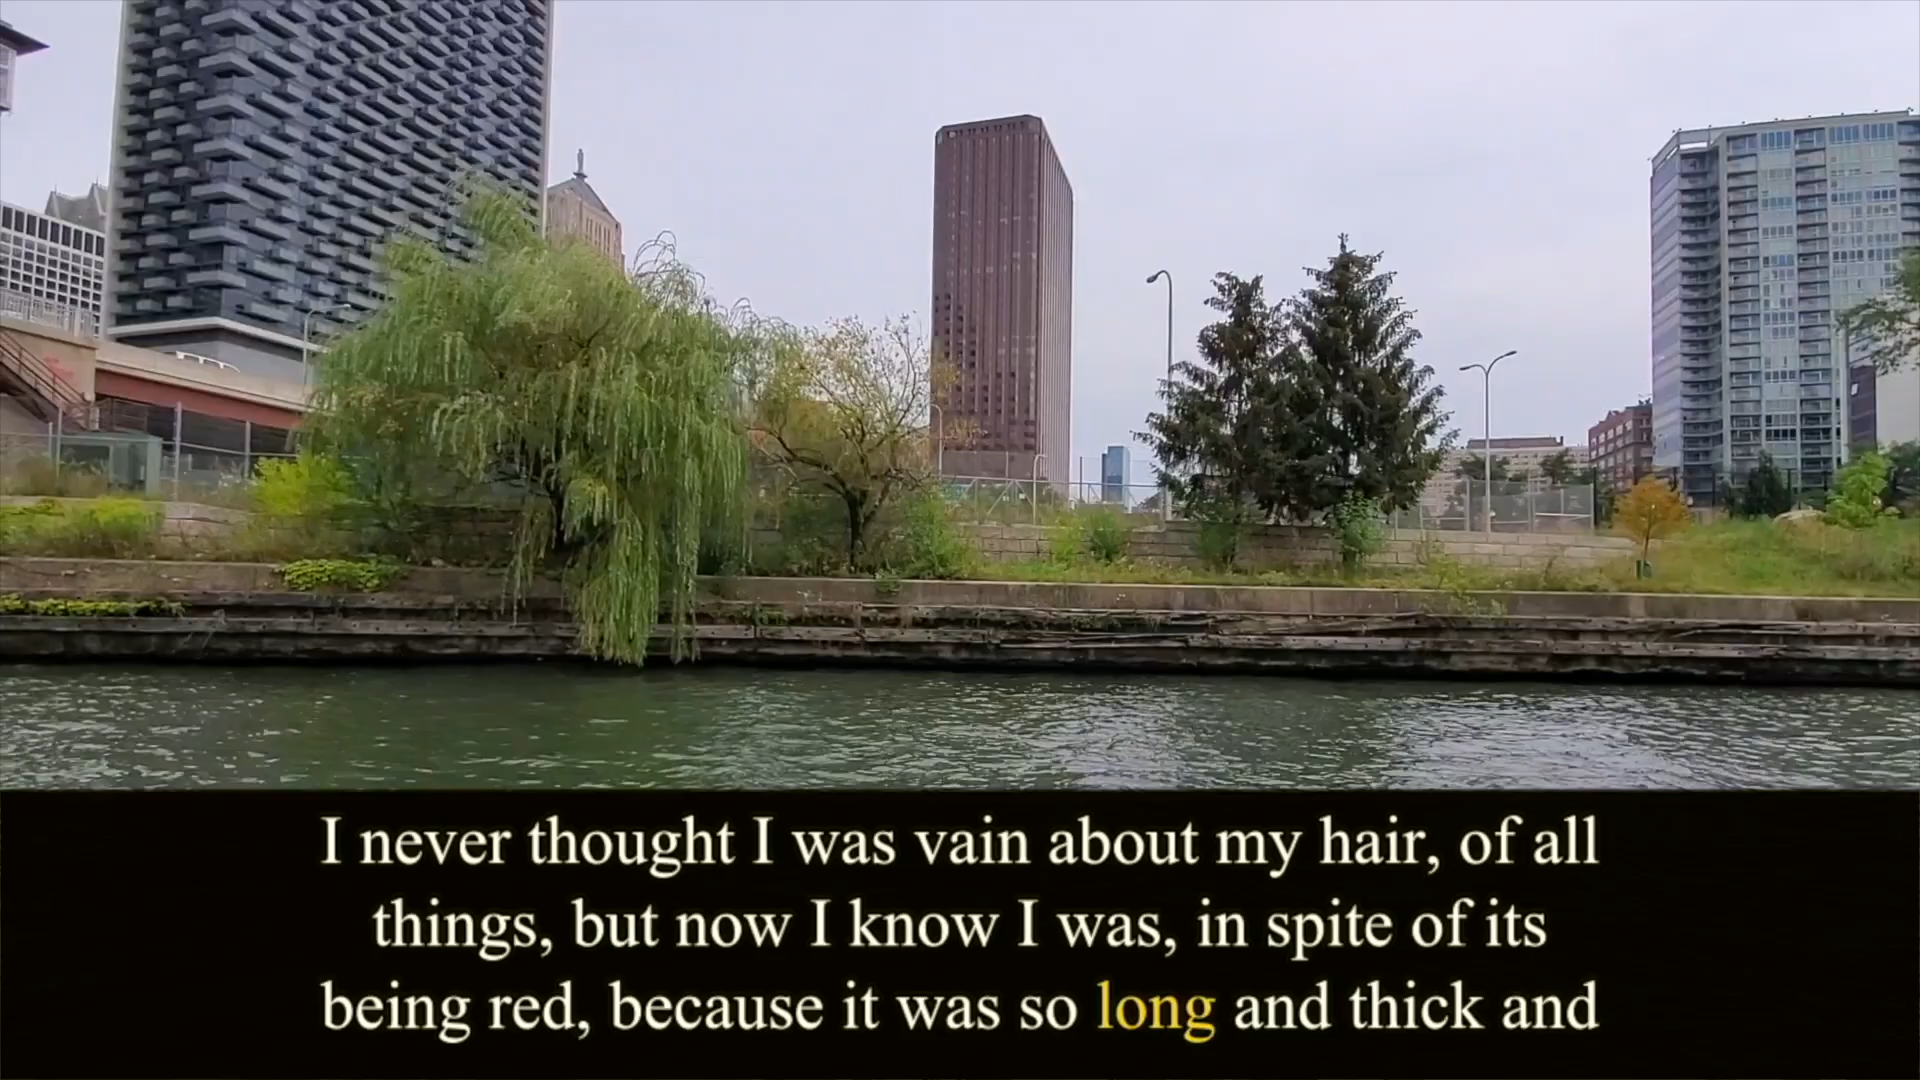 I never thought I was vain about my hair, of all
things, but now I know I was, in spite of its
being red, because it was so long and thick and